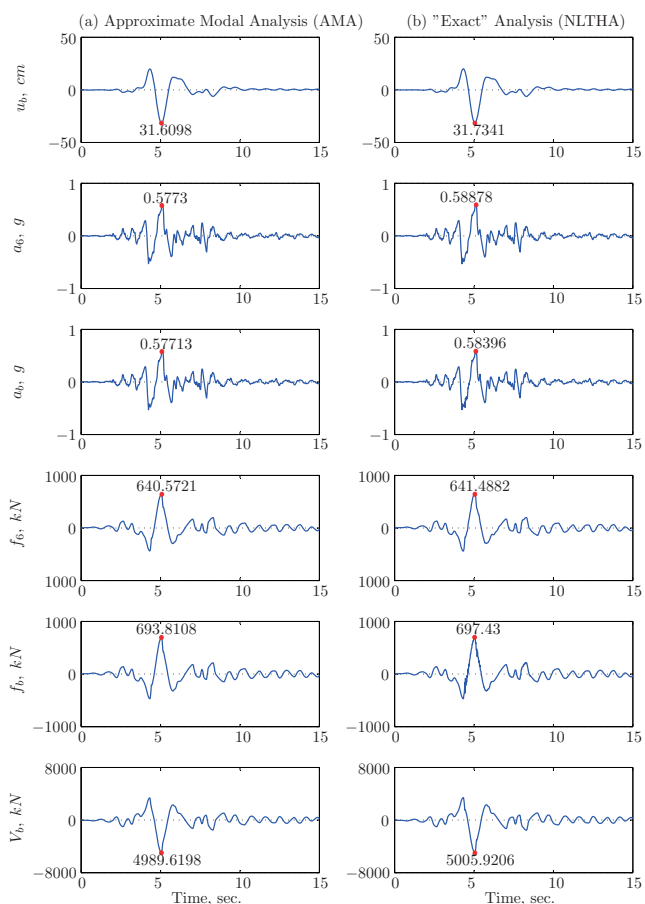 (a) Approximate Modal Analysis (AMA) (b) "Exact" Analysis (NLTHA)
u_b, cm
50
0
−50
31.6098
0 5 10 15
50
0
−50
31.7341
0 5 10 15
a_6, g
1
0
−1
0.5773
0 5 10 15
1
0
−1
0.58878
0 5 10 15
a_b, g
1
0
−1
0.57713
0 5 10 15
1
0
−1
0.58396
0 5 10 15
f_6, kN
1000
0
1000
640.5721
0 5 10 15
1000
0
1000
641.4882
0 5 10 15
f_b, kN
1000
0
−1000
693.8108
0 5 10 15
1000
0
−1000
697.43
0 5 10 15
V_b, kN
8000
0
−8000
4989.6198
0 5 10 15
Time, sec.
8000
0
−8000
5005.9206
0 5 10 15
Time, sec.